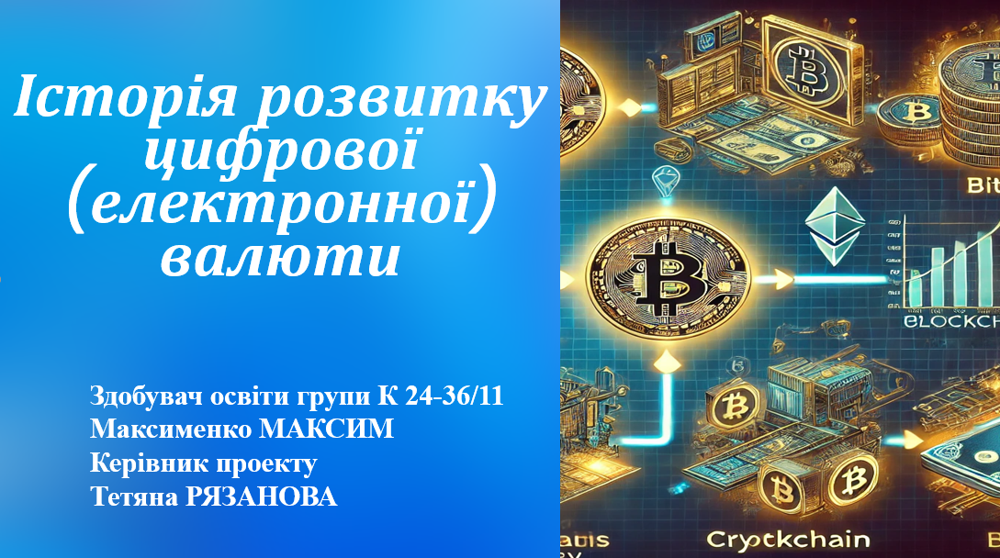 Історія розвитку
цифрової
(електронної)
валюти
Здобувач освіти групи К 24-36/11
Максименко МАКСИМ
Керівник проекту
Тетяна РЯЗАНОВА
Bit
BLOCKCH
Cryptkchain
B